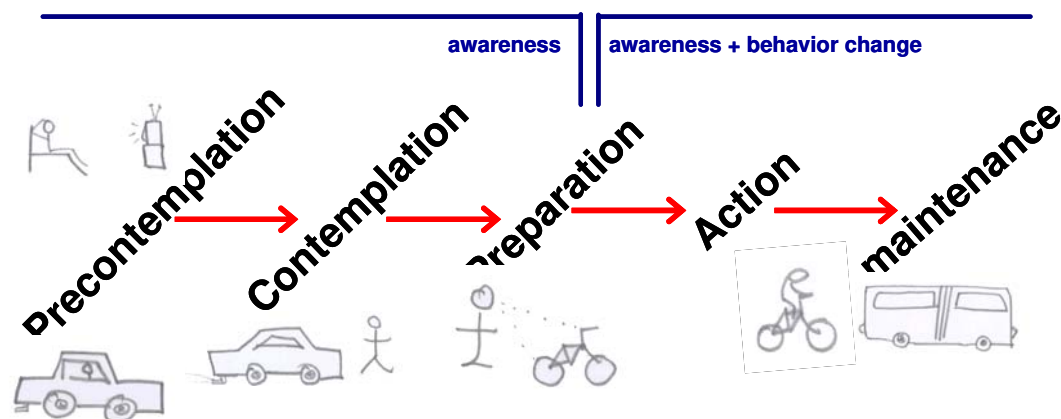 awareness
awareness + behavior change
Precontemplation
Contemplation
Preparation
Action
maintenance